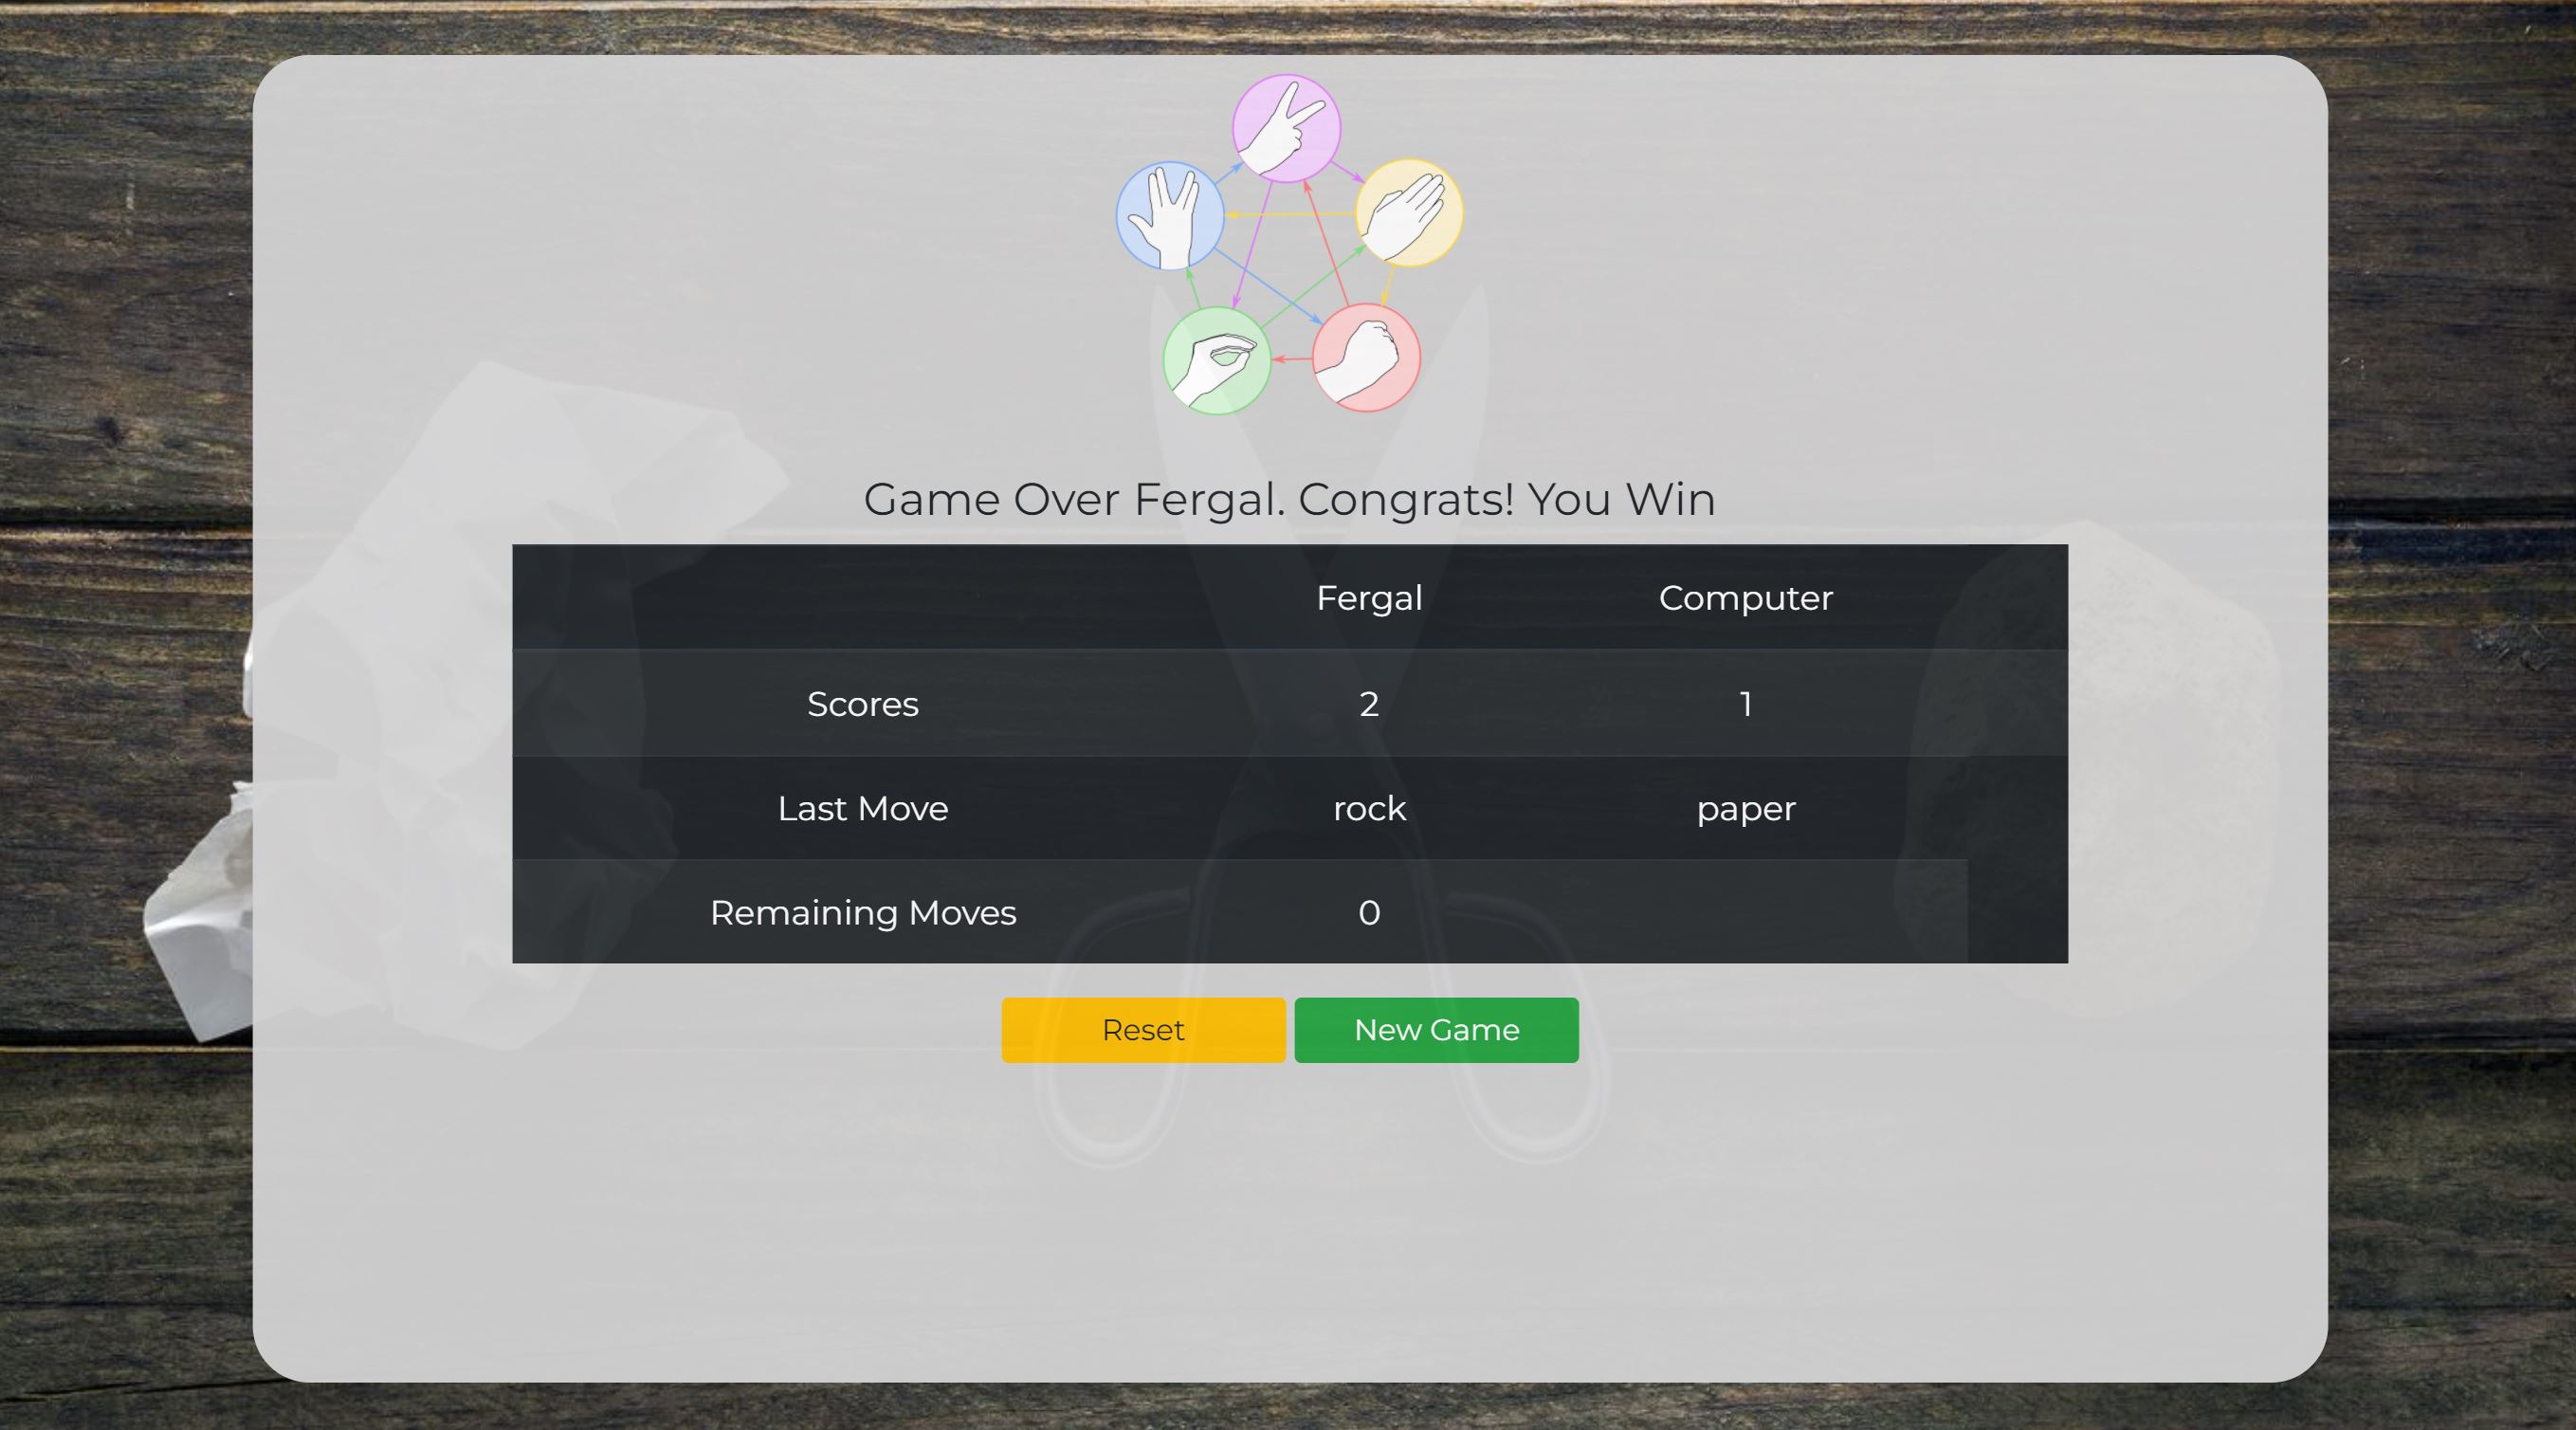 Game Over Fergal. Congrats! You Win
Fergal Computer
Scores 2 1
Last Move rock paper
Remaining Moves 0
Reset New Game